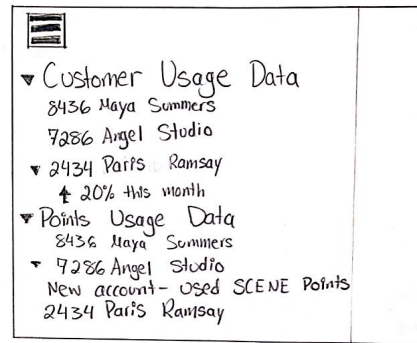 Customer Usage Data
8436 Maya Summers
7286 Angel Studio
2434 Paris Ramsay
↑ 20% this month
Points Usage Data
8436 Maya Summers
7286 Angel Studio
New account - Used SCENE Points
2434 Paris Ramsay